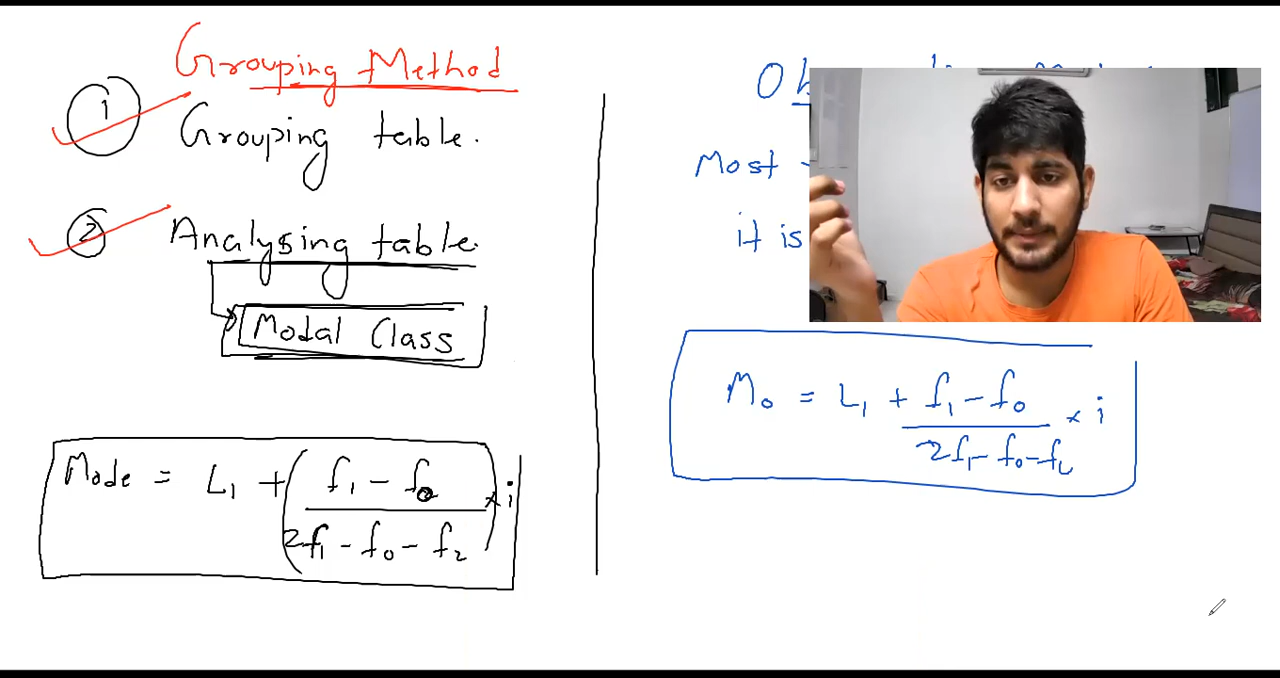 Grouping Method
1 Grouping table.
2 Analysing table.
Modal Class
Mode = L₁ + ( f₁ - f₀ / 2f₁ - f₀ - f₂ ) × i
Most
it is
M₀ = L₁ + f₁ - f₀ / 2f₁ - f₀ - f₂ × i